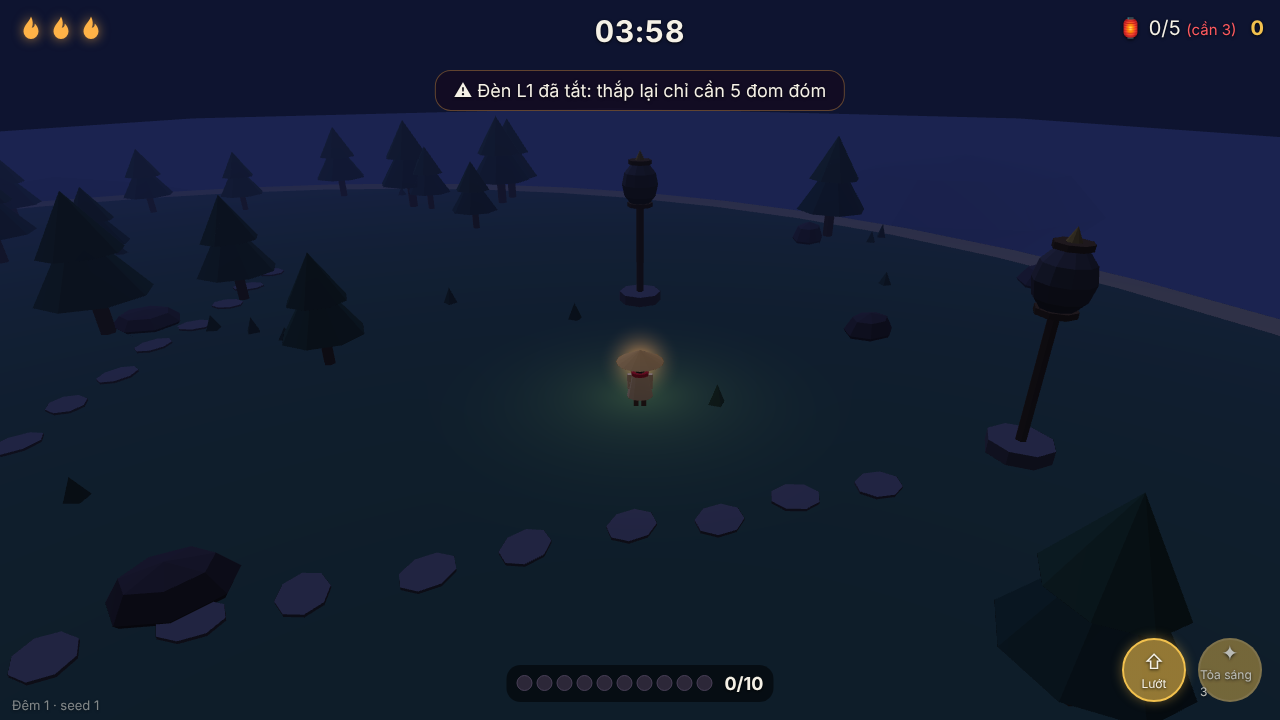 03:58
0/5 (cần 3) 0
⚠ Đèn L1 đã tắt: thắp lại chỉ cần 5 đom đóm
Lướt
Tỏa sáng
3
0/10
Đêm 1 · seed 1